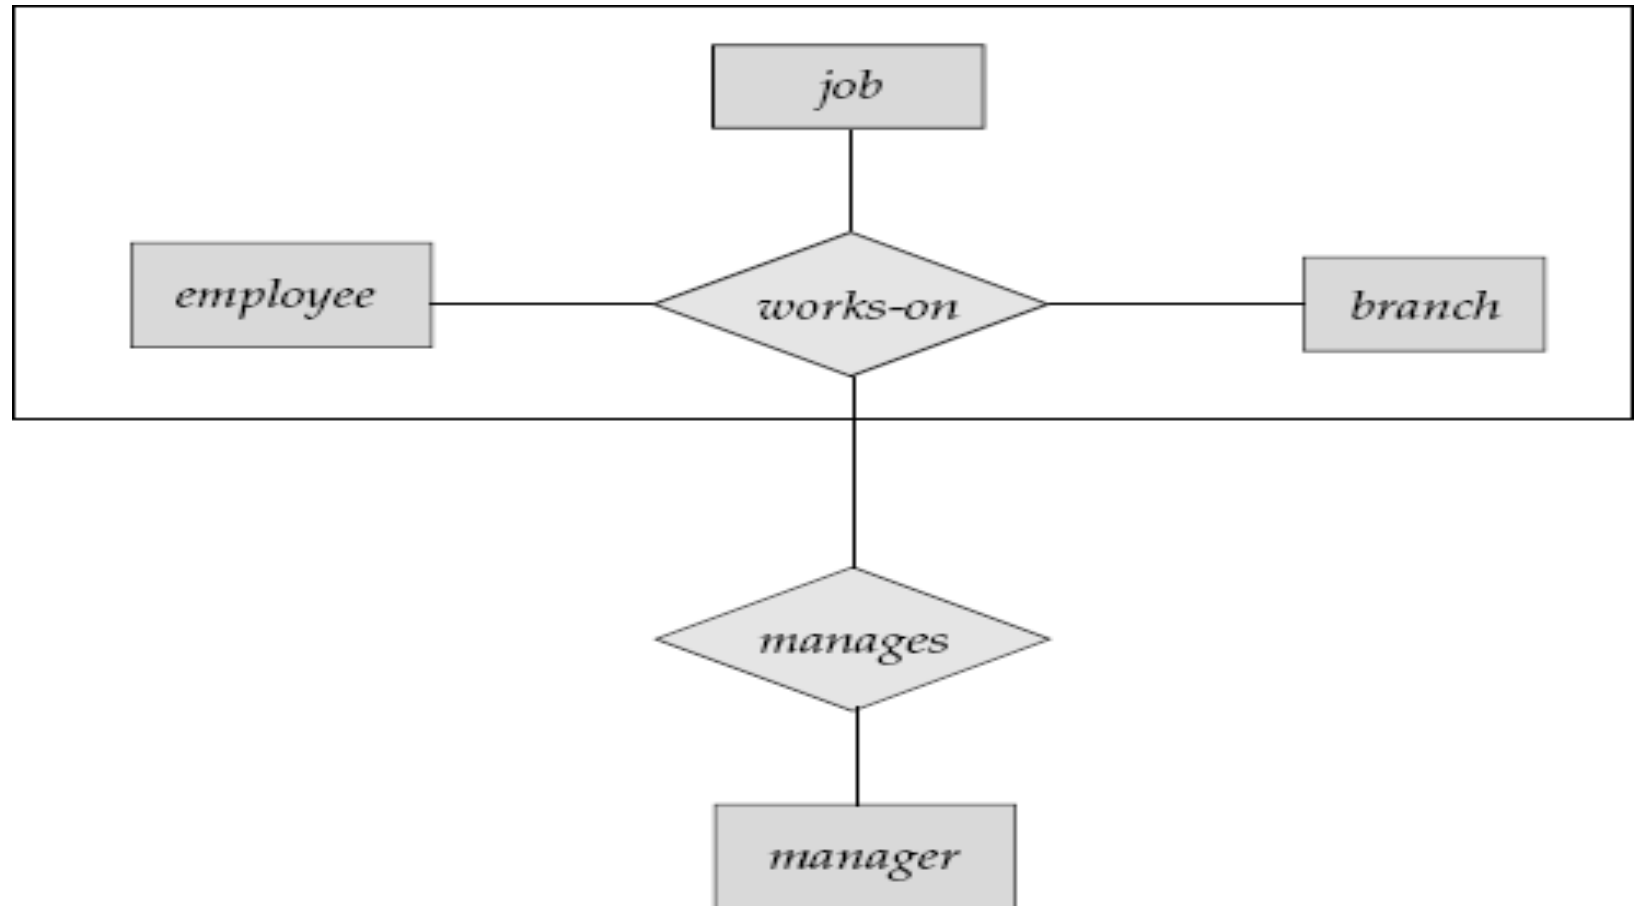 job
employee
works-on
branch
manages
manager